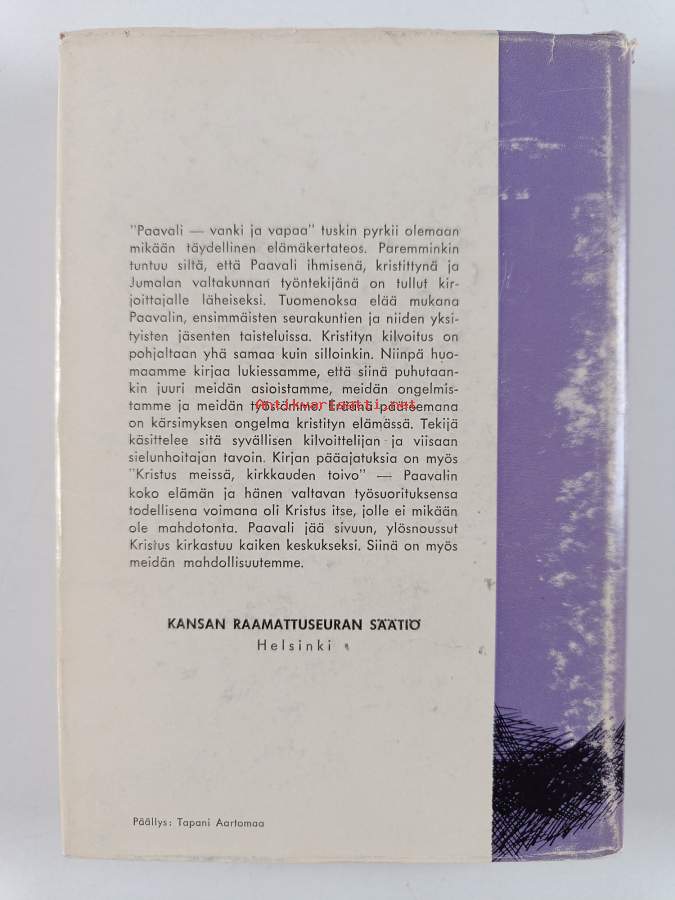 "Paavali — vanki ja vapaa" tuskin pyrkii olemaan
mikään täydellinen elämäkertateos. Paremminkin
tuntuu siltä, että Paavali ihmisenä, kristittynä ja
Jumalan valtakunnan työntekijänä on tullut kir-
joittajalle läheiseksi. Tuomenoksa elää mukana
Paavalin, ensimmäisten seurakuntien ja niiden yksi-
tyisten jäsenten taisteluissa. Kristityn kilvoitus on
pohjaltaan yhä samaa kuin silloinkin. Niinpä huo-
maamme kirjaa lukiessamme, että siinä puhutaan-
kin juuri meidän asioistamme, meidän ongelmis-
tamme ja meidän työstämme. Eräänä pääteemana
Antikvariaatti.net
on kärsimyksen ongelma kristityn elämässä. Tekijä
käsittelee sitä syvällisen kilvoittelijan ja viisaan
sielunhoitajan tavoin. Kirjan pääajatuksia on myös
"Kristus meissä, kirkkauden toivo" — Paavalin
koko elämän ja hänen valtavan työsuorituksensa
todellisena voimana oli Kristus itse, jolle ei mikään
ole mahdotonta. Paavali jää sivuun, ylösnoussut
Kristus kirkastuu kaiken keskukseksi. Siinä on myös
meidän mahdollisuutemme.
KANSAN RAAMATTUSEURAN SÄÄTIÖ
Helsinki
Päällys: Tapani Aartomaa